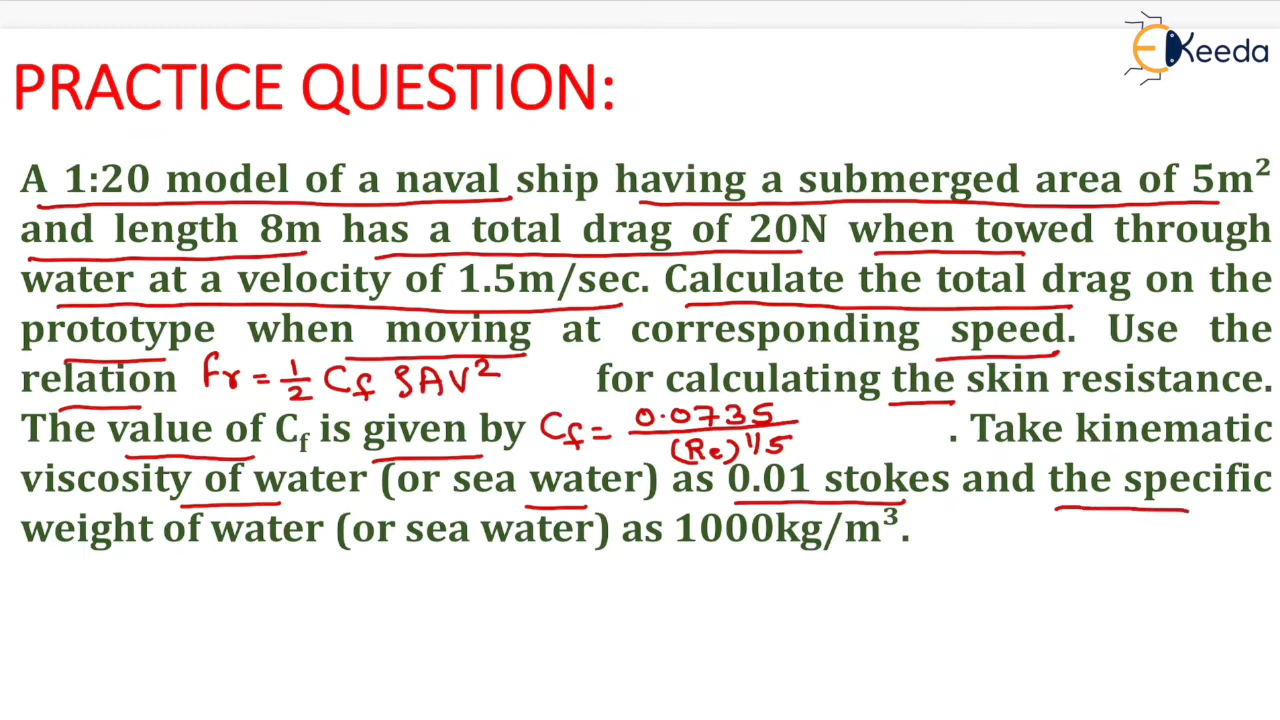 EKeeda
PRACTICE QUESTION:
A 1:20 model of a naval ship having a submerged area of 5m²
and length 8m has a total drag of 20N when towed through
water at a velocity of 1.5m/sec. Calculate the total drag on the
prototype when moving at corresponding speed. Use the
relation Fr = 1/2 Cf ρAV² for calculating the skin resistance.
The value of Cf is given by Cf = 0.0735/(Re)^1/5 . Take kinematic
viscosity of water (or sea water) as 0.01 stokes and the specific
weight of water (or sea water) as 1000kg/m³.